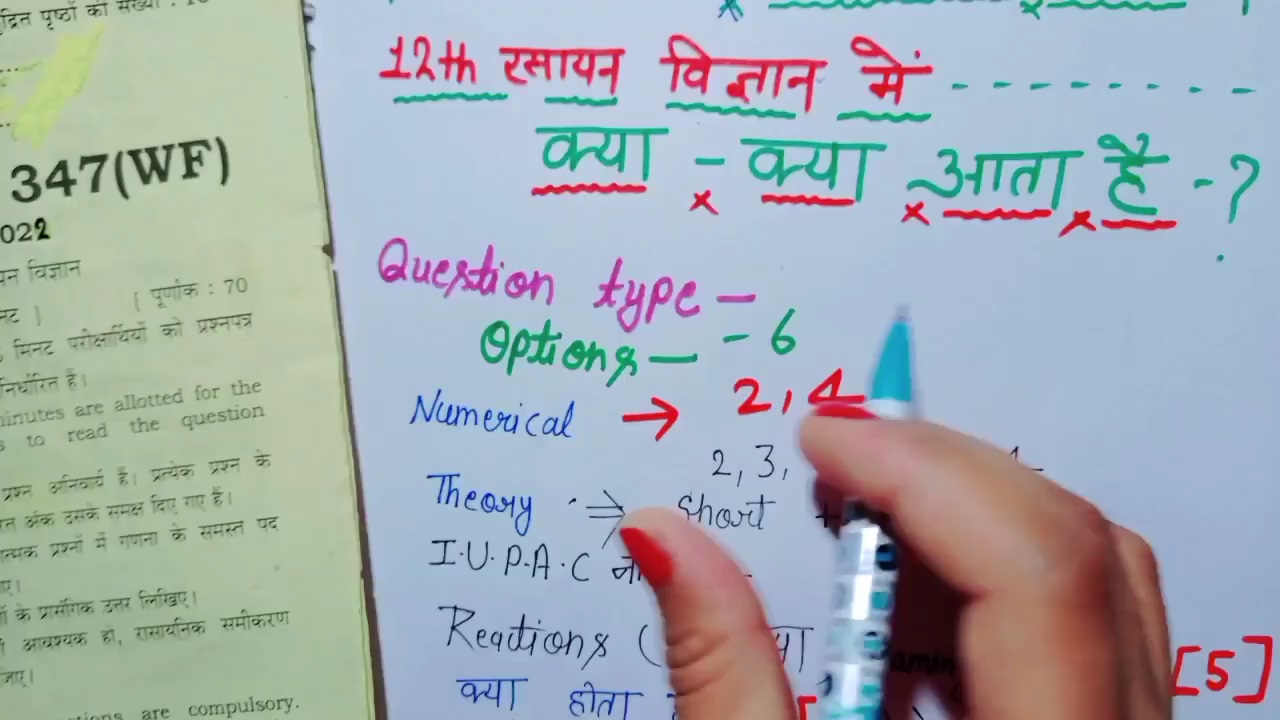 द्रित पृष्ठों की संख्या :
347(WF)
022
विज्ञान
[ पूर्णांक : 70
मिनट परीक्षार्थियों को प्रश्नपत्र
निर्धारित हैं।
minutes are allotted for the
to read the question
प्रश्न अनिवार्य हैं। प्रत्येक प्रश्न के
अंक उसके समक्ष दिए गए हैं।
प्रश्नों में गणना के समस्त पद
के प्रासंगिक उत्तर लिखिए।
आवश्यक हो, रासायनिक समीकरण
are compulsory.
12th रसायन विज्ञान में - - - - - - - -
क्या - क्या आता है - ?
Question type —
Options — - 6
Numerical → 2, 4
2, 3,
Theory ⇒ Short +
I.U.P.A.C
Reactions (
[5]
क्या होता